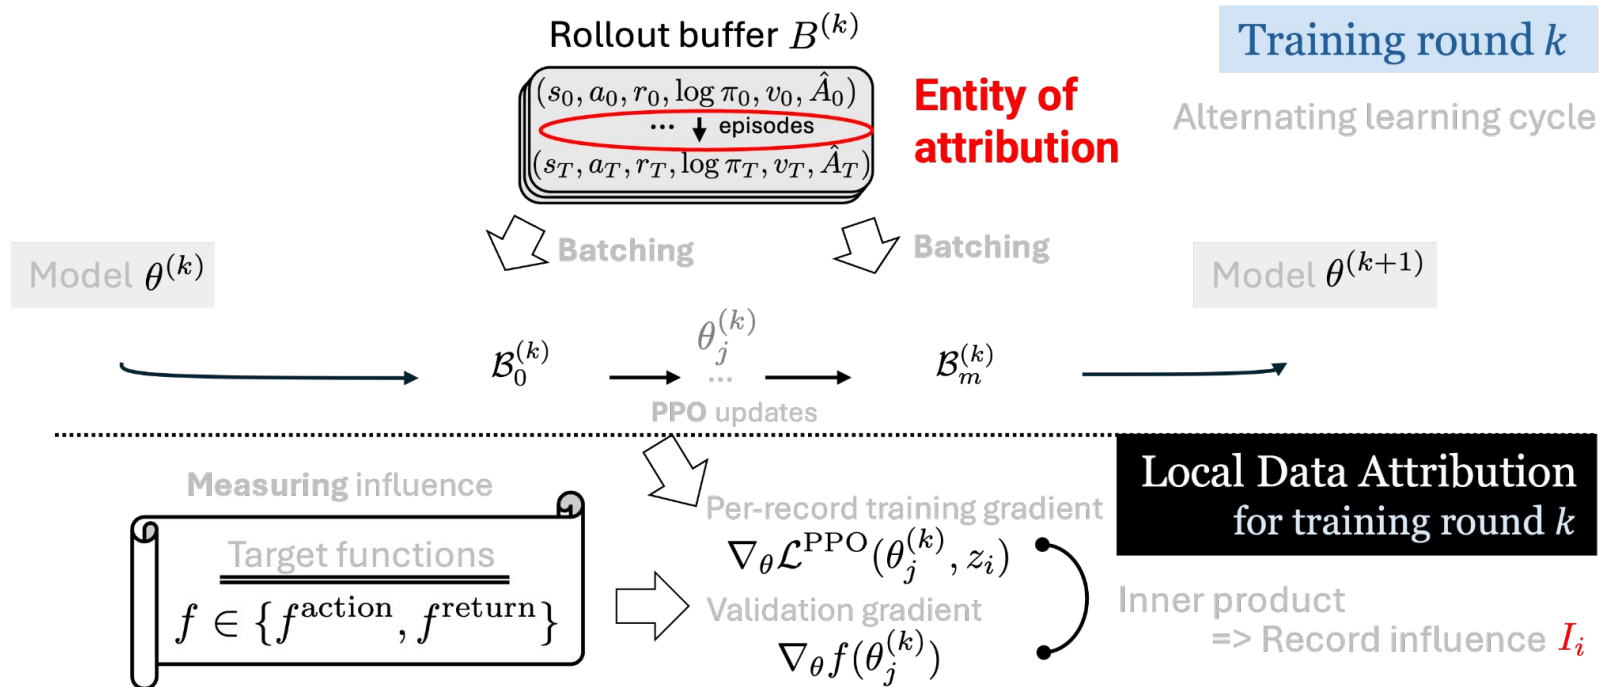 Rollout buffer B^{(k)}
Training round k
(s_0, a_0, r_0, log π_0, v_0, Â_0)
... episodes
(s_T, a_T, r_T, log π_T, v_T, Â_T)
Entity of
attribution
Alternating learning cycle
Batching
Batching
Model θ^{(k)}
Model θ^{(k+1)}
θ_j^{(k)}
B_0^{(k)}
...
B_m^{(k)}
PPO updates
Local Data Attribution
for training round k
Measuring influence
Target functions
f ∈ {f^{action}, f^{return}}
Per-record training gradient
∇_θ L^{PPO}(θ_j^{(k)}, z_i)
Validation gradient
∇_θ f(θ_j^{(k)})
Inner product
=> Record influence I_i